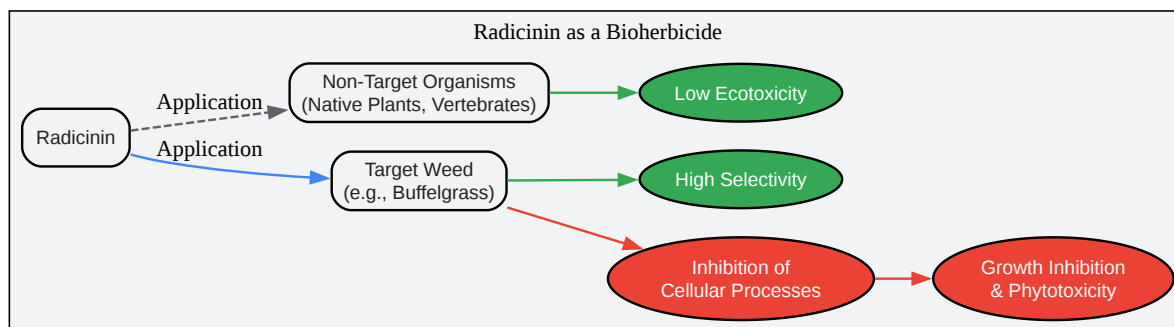 Radicinin as a Bioherbicide
Radicinin
Application
Application
Non-Target Organisms
(Native Plants, Vertebrates)
Low Ecotoxicity
Target Weed
(e.g., Buffelgrass)
High Selectivity
Inhibition of
Cellular Processes
Growth Inhibition
& Phytotoxicity